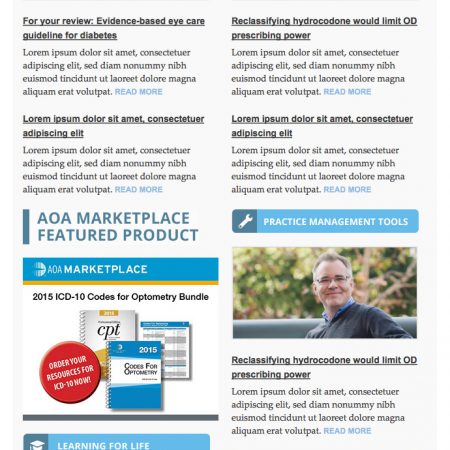 For your review: Evidence-based eye care
guideline for diabetes
Lorem ipsum dolor sit amet, consectetuer
adipiscing elit, sed diam nonummy nibh
euismod tincidunt ut laoreet dolore magna
aliquam erat volutpat. READ MORE
Lorem ipsum dolor sit amet, consectetuer
adipiscing elit
Lorem ipsum dolor sit amet, consectetuer
adipiscing elit, sed diam nonummy nibh
euismod tincidunt ut laoreet dolore magna
aliquam erat volutpat. READ MORE
AOA MARKETPLACE
FEATURED PRODUCT
AOA MARKETPLACE
2015 ICD-10 Codes for Optometry Bundle
2015
cpt
ORDER YOUR
RESOURCES FOR
ICD-10 NOW!
2015
CODES FOR
OPTOMETRY
LEARNING FOR LIFE
Reclassifying hydrocodone would limit OD
prescribing power
Lorem ipsum dolor sit amet, consectetuer
adipiscing elit, sed diam nonummy nibh
euismod tincidunt ut laoreet dolore magna
aliquam erat volutpat. READ MORE
Lorem ipsum dolor sit amet, consectetuer
adipiscing elit
Lorem ipsum dolor sit amet, consectetuer
adipiscing elit, sed diam nonummy nibh
euismod tincidunt ut laoreet dolore magna
aliquam erat volutpat. READ MORE
PRACTICE MANAGEMENT TOOLS
Reclassifying hydrocodone would limit OD
prescribing power
Lorem ipsum dolor sit amet, consectetuer
adipiscing elit, sed diam nonummy nibh
euismod tincidunt ut laoreet dolore magna
aliquam erat volutpat. READ MORE